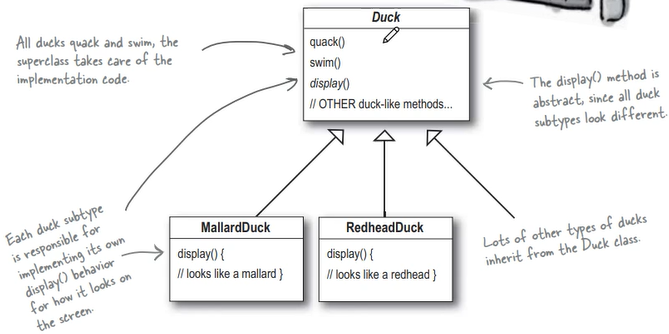 Duck
quack()
swim()
display()
// OTHER duck-like methods...
All ducks quack and swim, the
superclass takes care of the
implementation code.
The display() method is
abstract, since all duck
subtypes look different.
Each duck subtype
is responsible for
implementing its own
display() behavior
for how it looks on
the screen.
MallardDuck
display() {
// looks like a mallard }
RedheadDuck
display() {
// looks like a redhead }
Lots of other types of ducks
inherit from the Duck class.